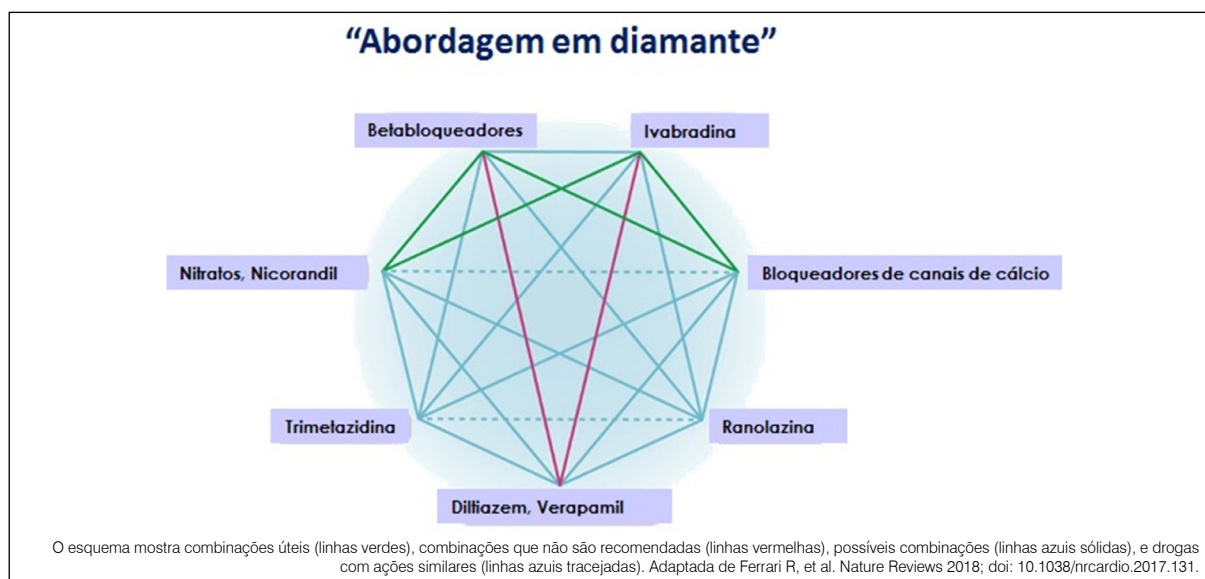 “Abordagem em diamante”
Betabloqueadores
Ivabradina
Nitratos, Nicorandil
Bloqueadores de canais de cálcio
Trimetazidina
Ranolazina
Diltiazem, Verapamil
O esquema mostra combinações úteis (linhas verdes), combinações que não são recomendadas (linhas vermelhas), possíveis combinações (linhas azuis sólidas), e drogas
com ações similares (linhas azuis tracejadas). Adaptada de Ferrari R, et al. Nature Reviews 2018; doi: 10.1038/nrcardio.2017.131.